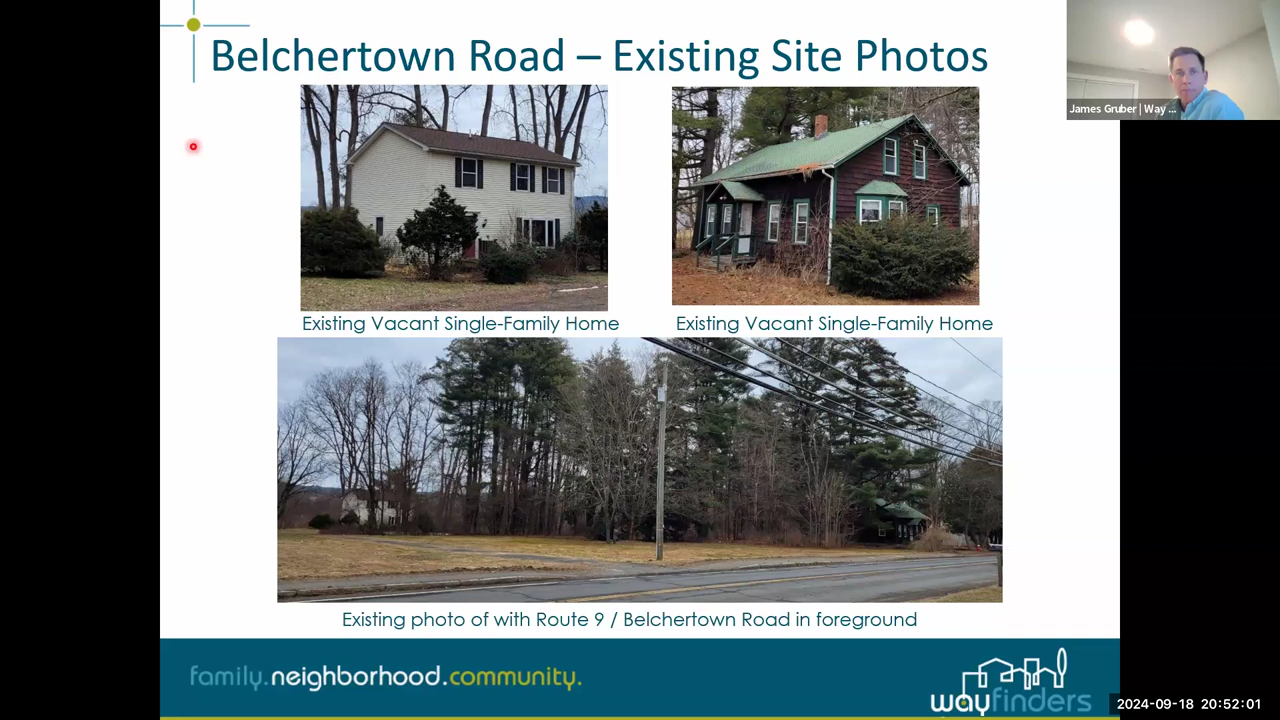 Belchertown Road – Existing Site Photos
James Gruber | Way ...
Existing Vacant Single-Family Home
Existing Vacant Single-Family Home
Existing photo of with Route 9 / Belchertown Road in foreground
family.neighborhood.community.
wayfinders
2024-09-18 20:52:01